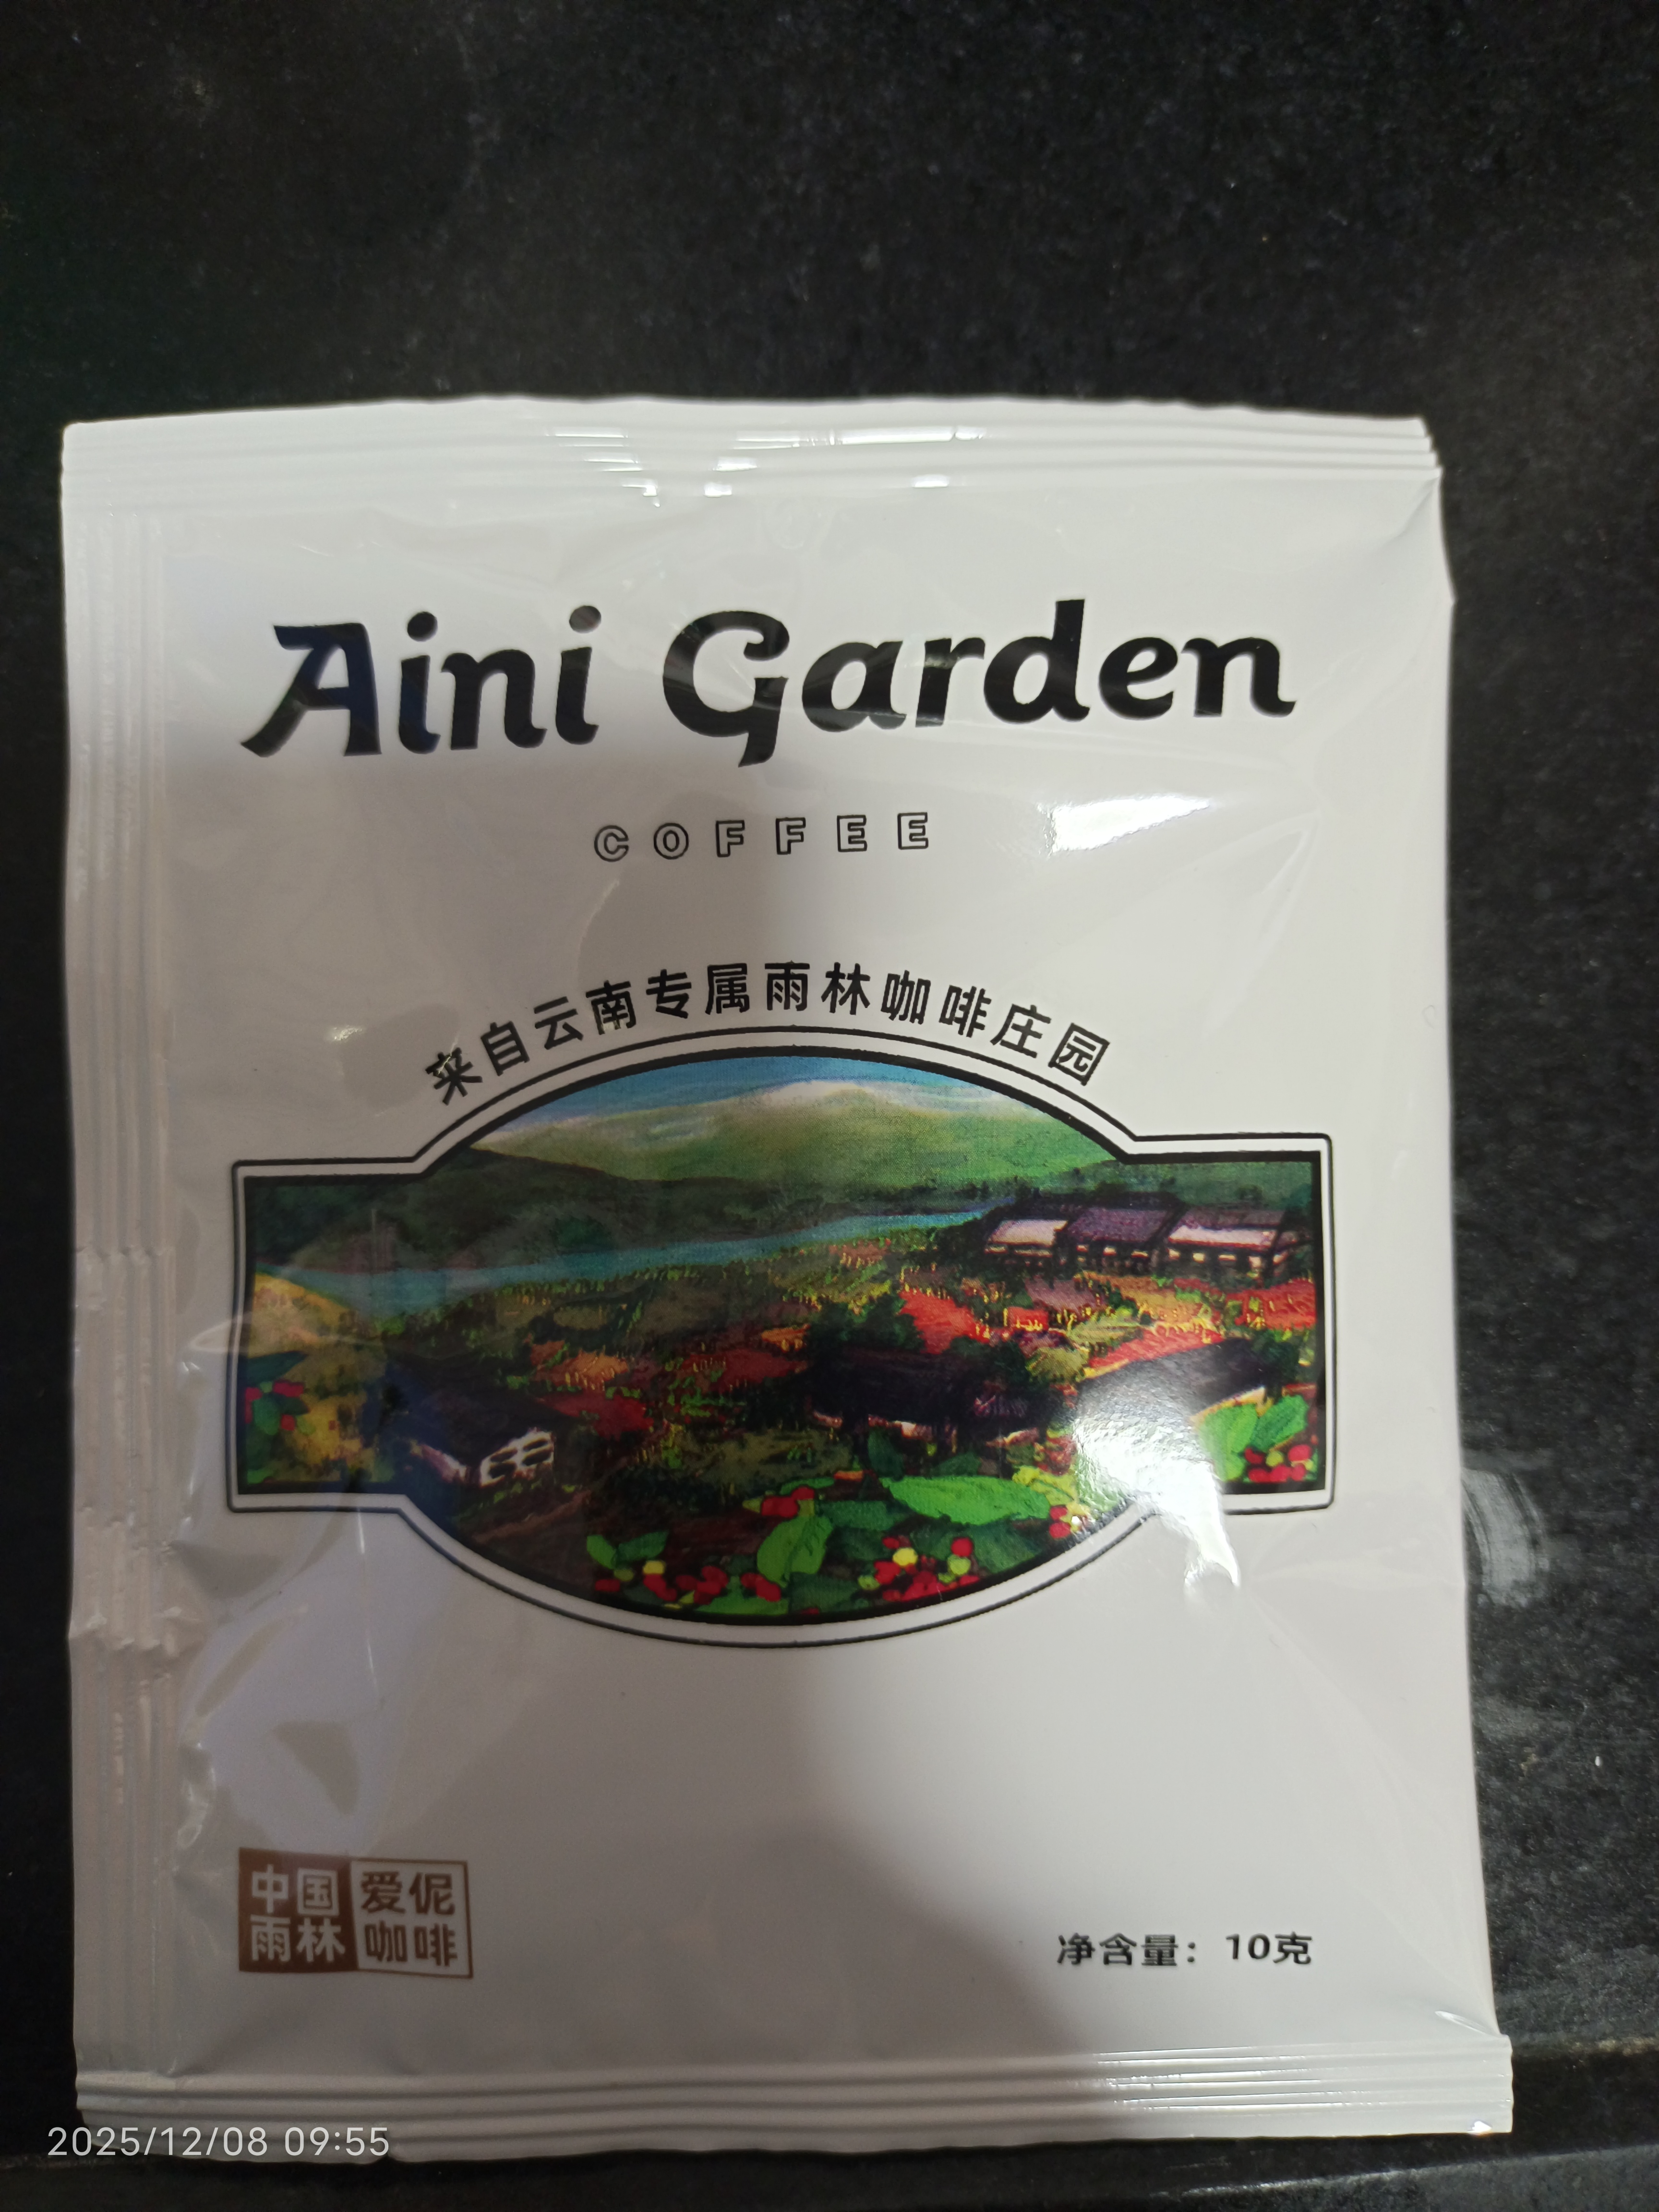 Aini Garden
COFFEE
来自云南专属雨林咖啡庄园
中国 爱伲
雨林 咖啡
净含量：10克
2025/12/08 09:55